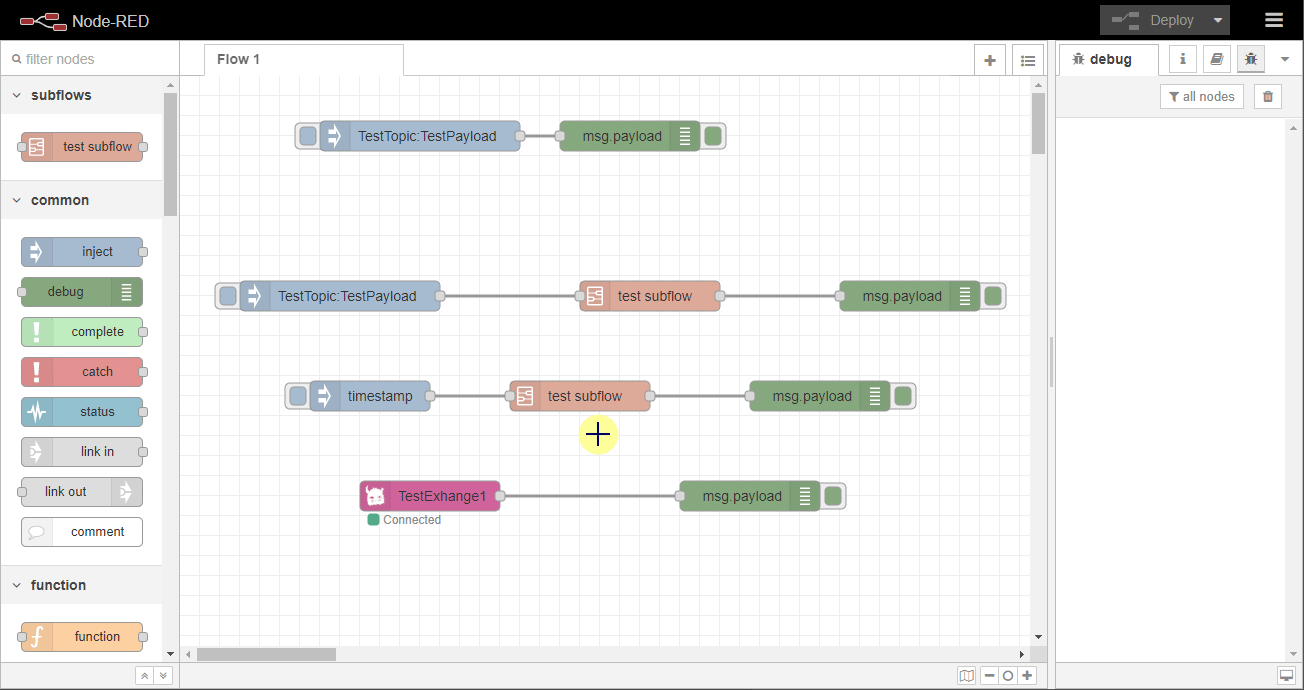 Node-RED
Deploy
filter nodes
Flow 1
debug
subflows
all nodes
test subflow
TestTopic:TestPayload
msg.payload
common
inject
debug
complete
catch
status
link in
link out
comment
TestTopic:TestPayload
test subflow
msg.payload
timestamp
test subflow
msg.payload
TestExhange1
msg.payload
Connected
function
function